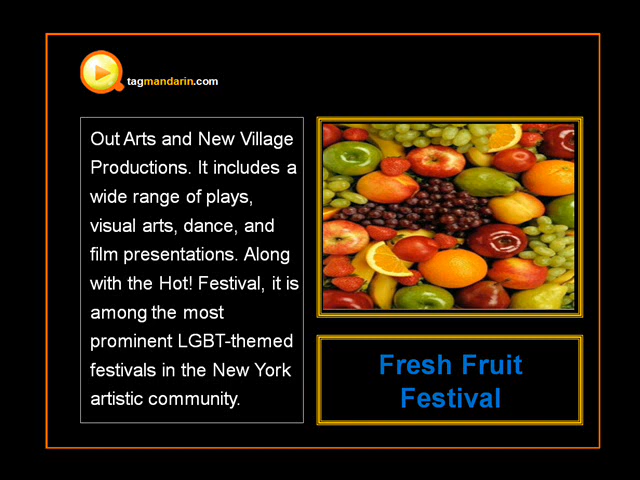 tagmandarin.com
Out Arts and New Village
Productions. It includes a
wide range of plays,
visual arts, dance, and
film presentations. Along
with the Hot! Festival, it is
among the most
prominent LGBT-themed
festivals in the New York
artistic community.
Fresh Fruit
Festival